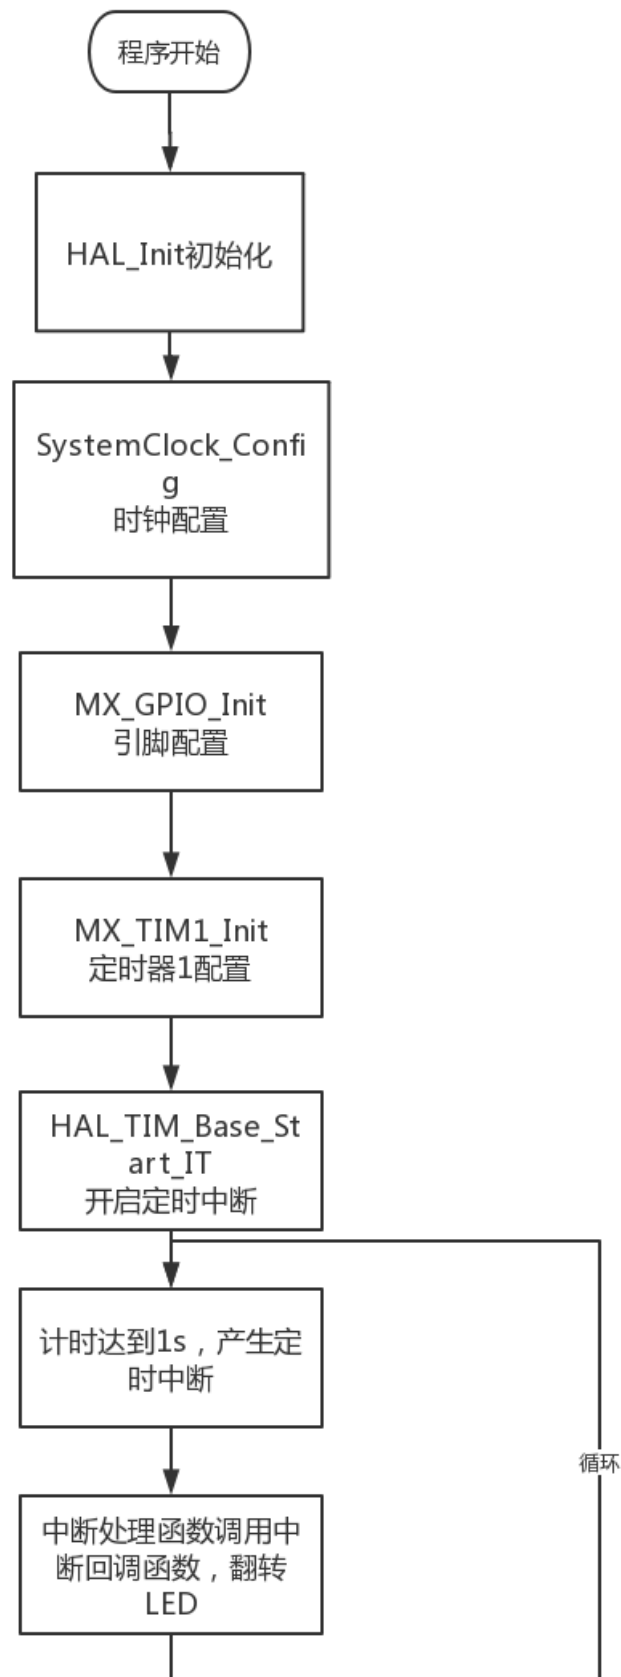 程序开始
HAL_Init初始化
SystemClock_Confi
g
时钟配置
MX_GPIO_Init
引脚配置
MX_TIM1_Init
定时器1配置
HAL_TIM_Base_St
art_IT
开启定时中断
计时达到1s，产生定
时中断
循环
中断处理函数调用中
断回调函数，翻转
LED